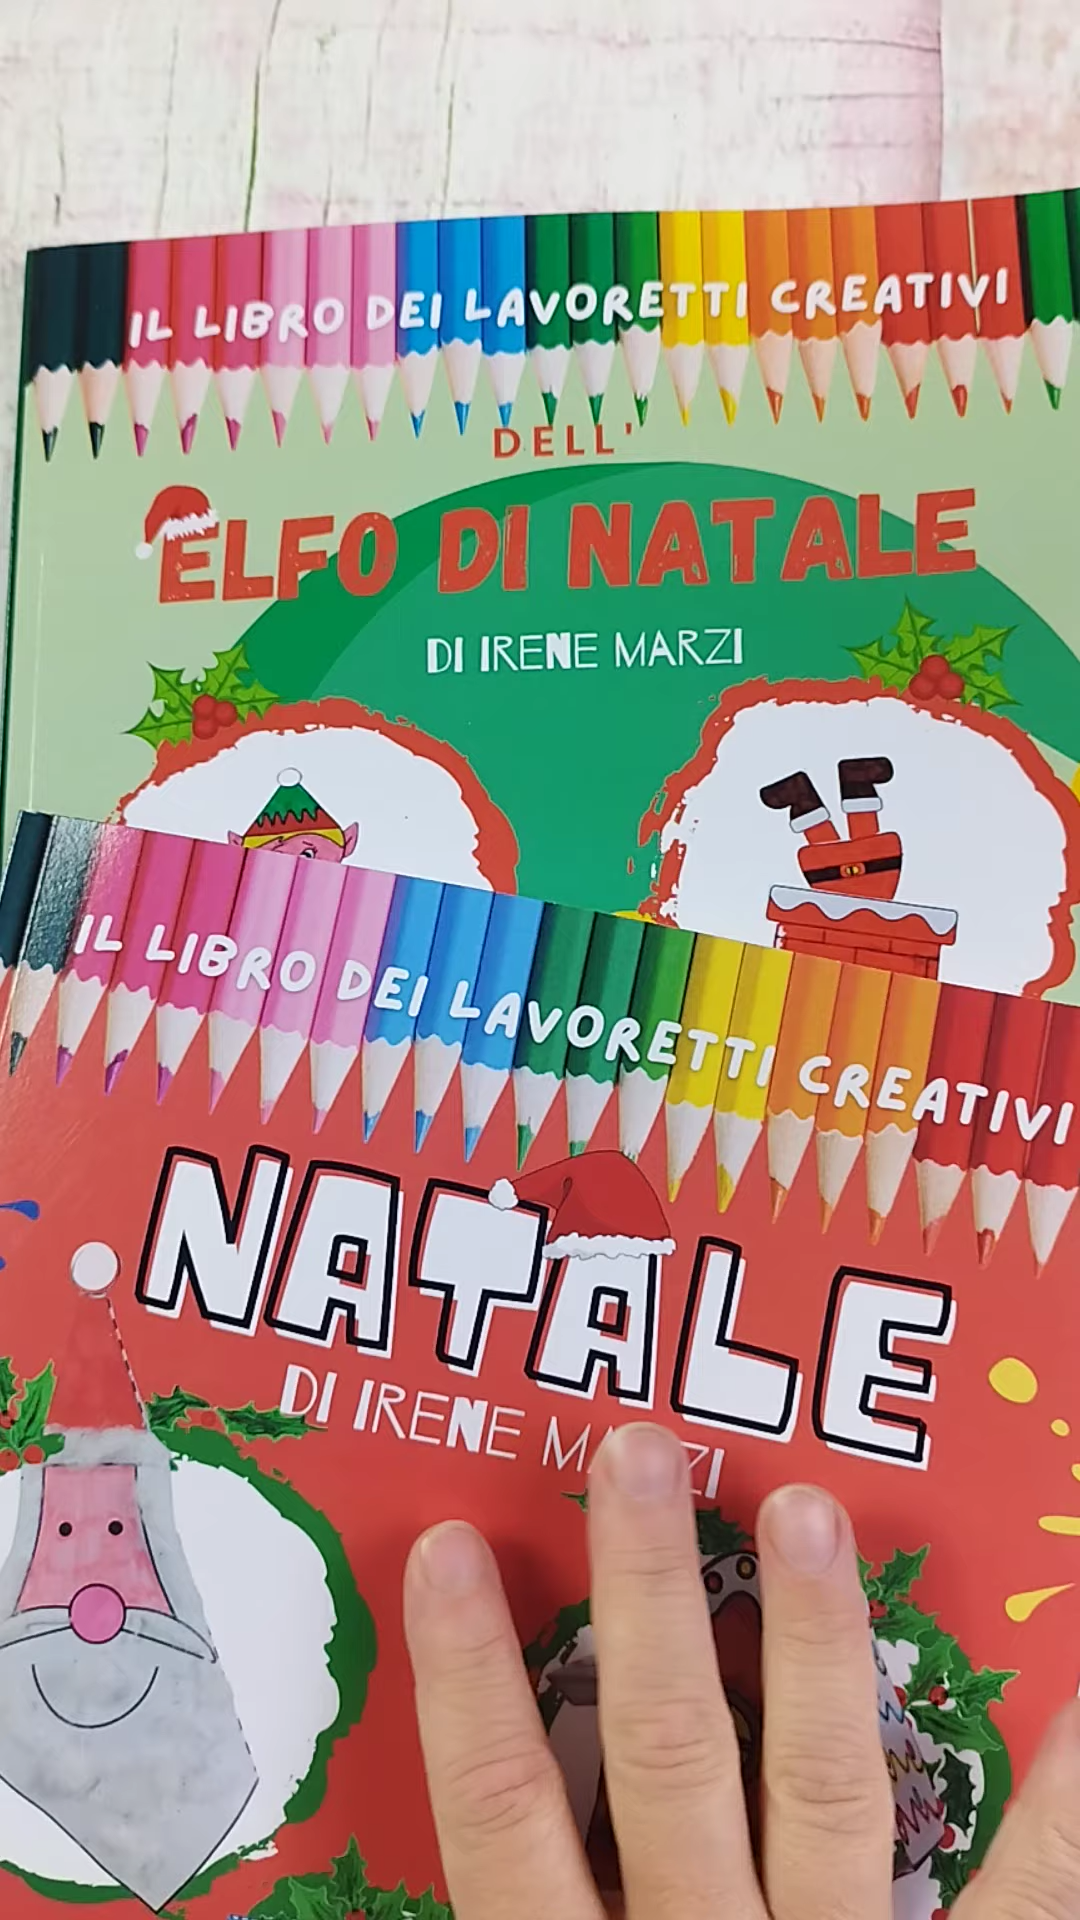 IL LIBRO DEI LAVORETTI CREATIVI
DELL'
ELFO DI NATALE
DI IRENE MARZI
IL LIBRO DEI LAVORETTI CREATIVI
NATALE
DI IRENE MARZI